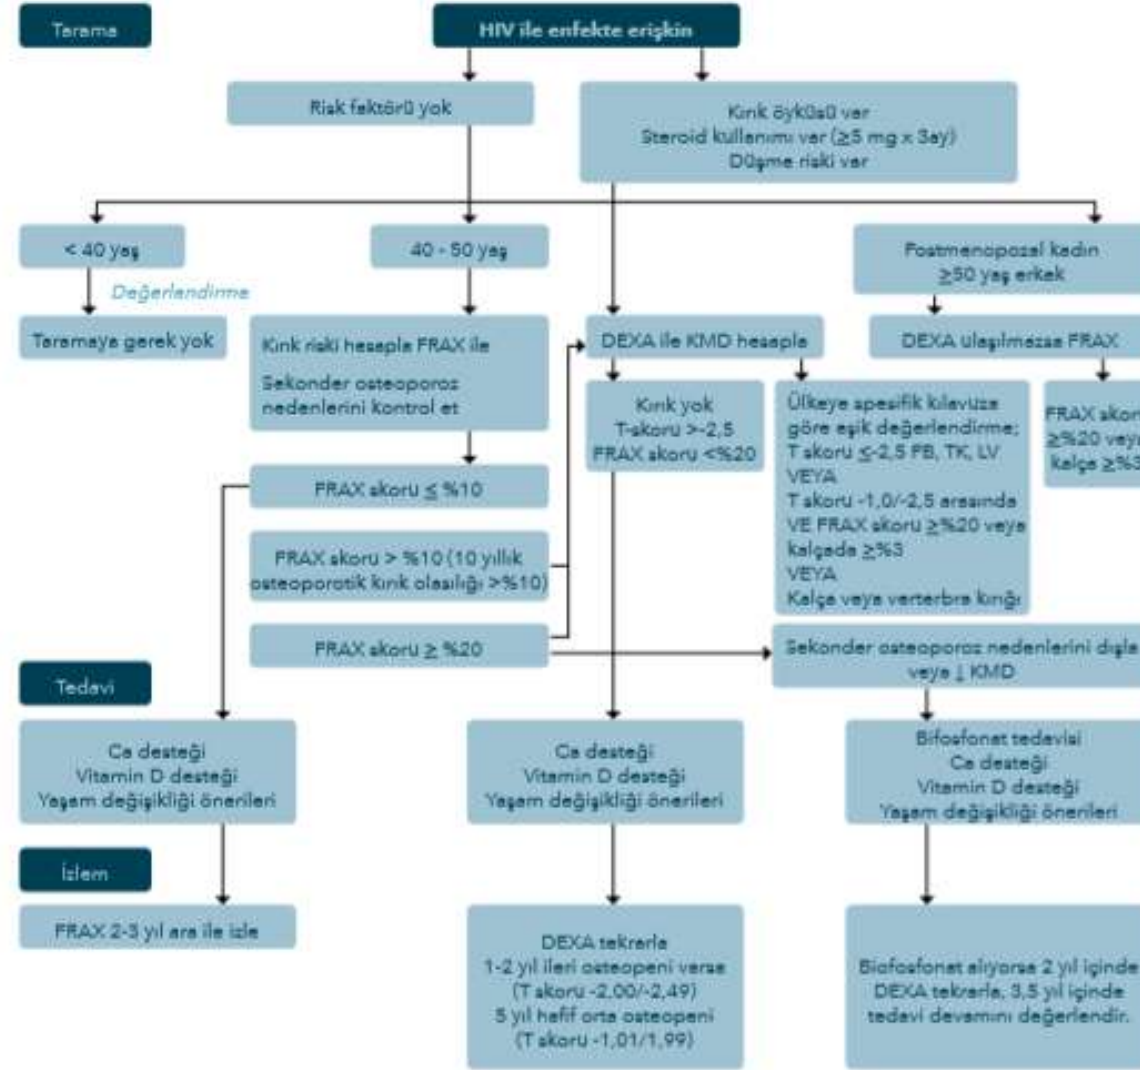 Tarama
HIV ile enfekte erişkin
Risk faktörü yok
Kırık öyküsü var
Steroid kullanımı var (≥5 mg x 3ay)
Düşme riski var
< 40 yaş
40 - 50 yaş
Postmenopozal kadın
≥50 yaş erkek
Değerlendirme
Taramaya gerek yok
Kırık riski hesapla FRAX ile
Sekonder osteoporoz
nedenlerini kontrol et
DEXA ile KMD hesapla
DEXA ulaşılmazsa FRAX
Kırık yok
T-skoru >-2,5
FRAX skoru <%20
Ülkeye spesifik kılavuza
göre eşik değerlendirme;
T skoru ≤-2,5 FB, TK, LV
VEYA
T skoru -1,0/-2,5 arasında
VE FRAX skoru ≥%20 veya
kalçada ≥%3
VEYA
Kalça veya verterbra kırığı
FRAX skoru
≥%20 veya
kalça ≥%3
FRAX skoru ≤ %10
FRAX skoru > %10 (10 yıllık
osteoporotik kırık olasılığı >%10)
FRAX skoru ≥ %20
Sekonder osteoporoz nedenlerini dışla
veya ↓ KMD
Tedavi
Ca desteği
Vitamin D desteği
Yaşam değişikliği önerileri
Ca desteği
Vitamin D desteği
Yaşam değişikliği önerileri
Bifosfonat tedavisi
Ca desteği
Vitamin D desteği
Yaşam değişikliği önerileri
İzlem
FRAX 2-3 yıl ara ile izle
DEXA tekrarla
1-2 yıl ileri osteopeni varsa
(T skoru -2.00/-2,49)
5 yıl hafif orta osteopeni
(T skoru -1,01/1,99)
Biofosfonat alıyorsa 2 yıl içinde
DEXA tekrarla, 3,5 yıl içinde
tedavi devamını değerlendir.